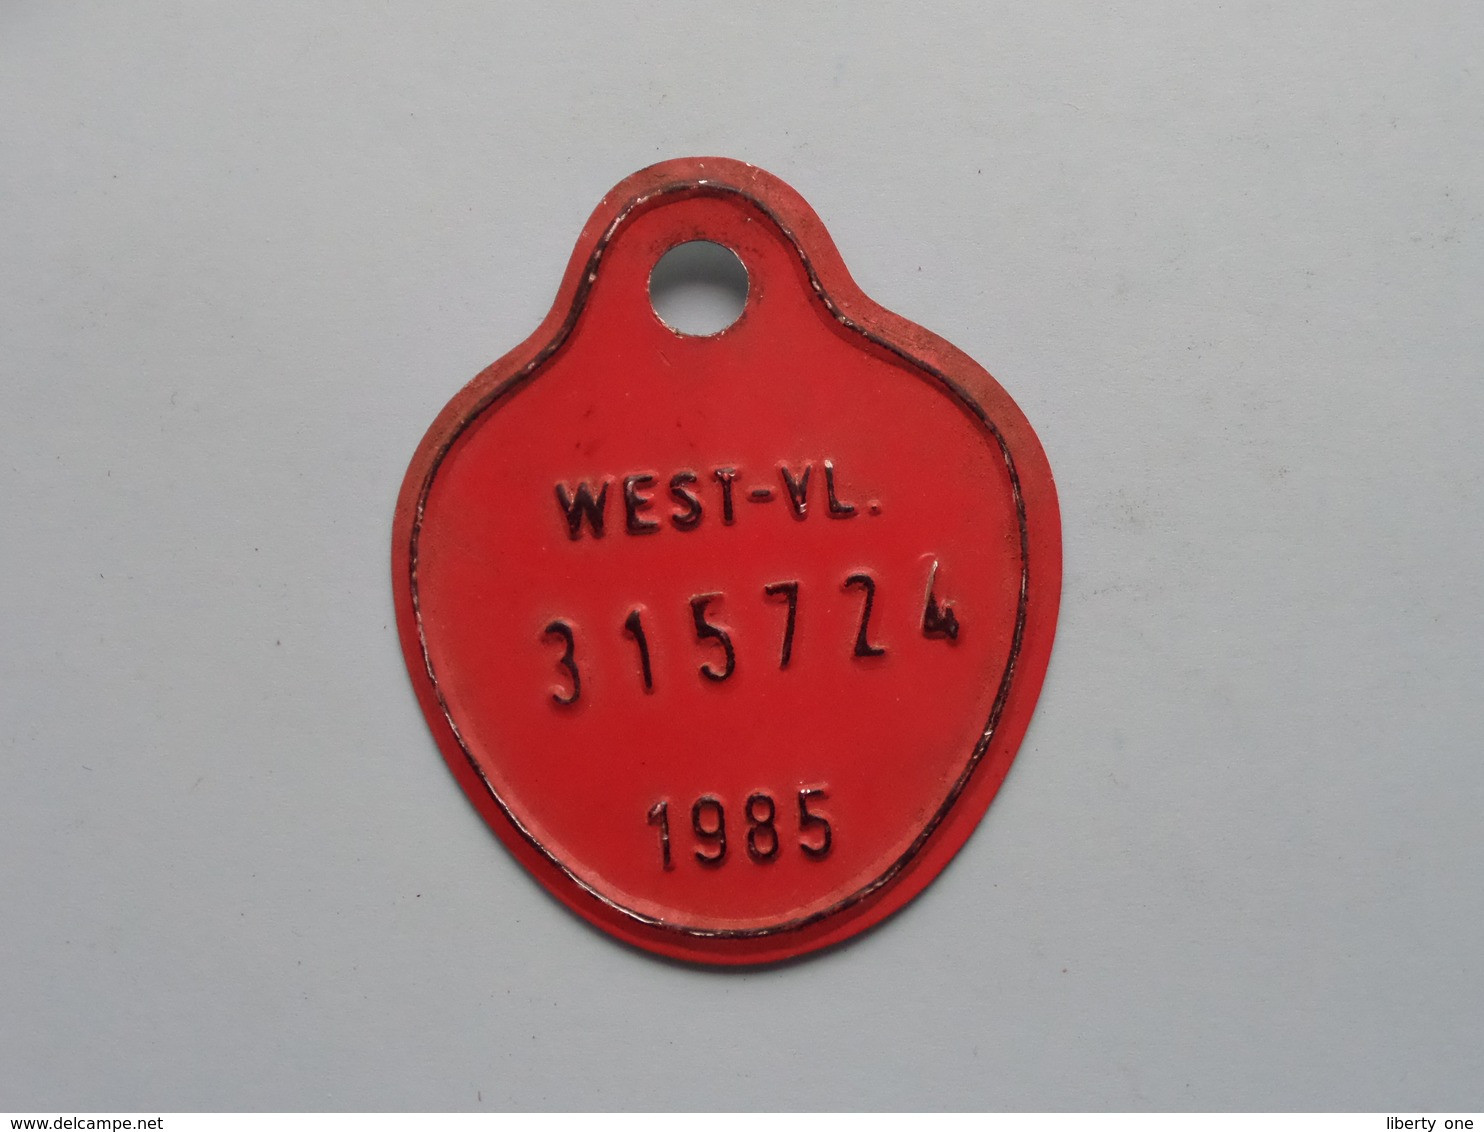 WEST-VL.
315724
1985
www.delcampe.net
liberty one